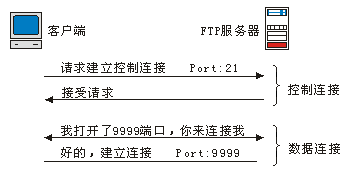 客户端
FTP服务器
请求建立控制连接 Port:21
接受请求
控制连接
我打开了9999端口，你来连接我
好的，建立连接 Port:9999
数据连接